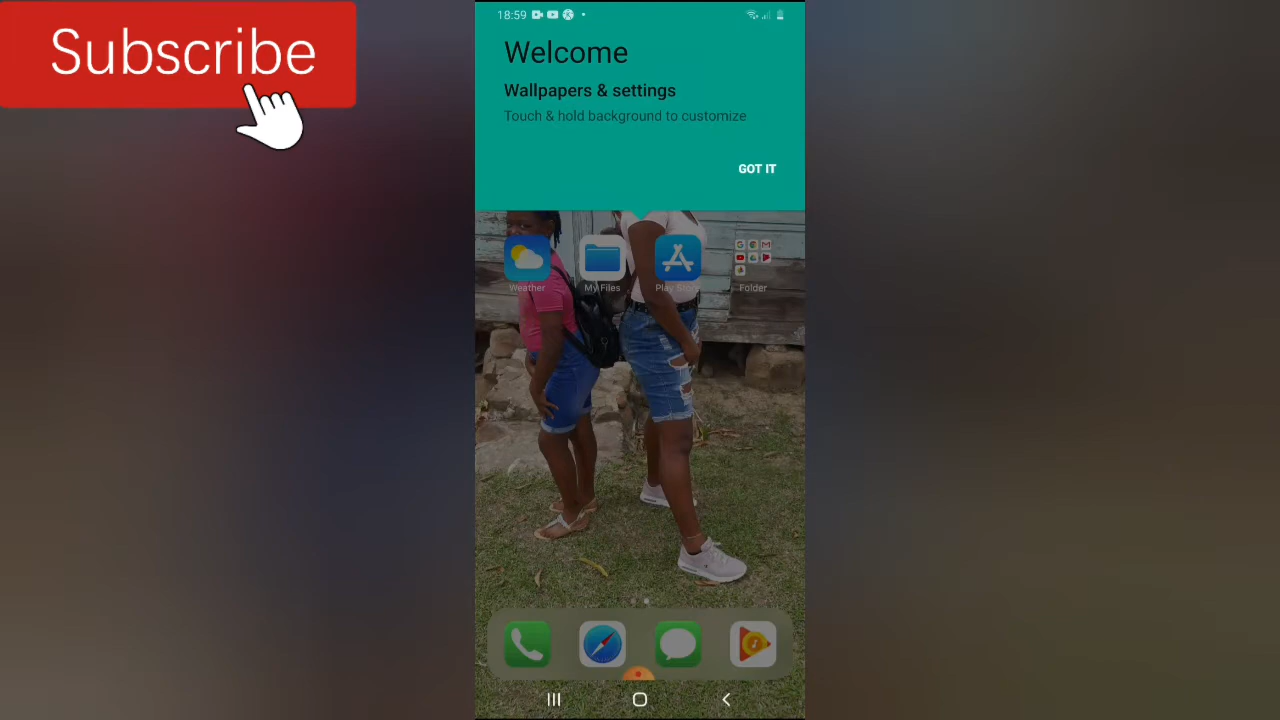 Subscribe
18:59
Welcome
Wallpapers & settings
Touch & hold background to customize
GOT IT
Weather
My Files
Play Store
Folder